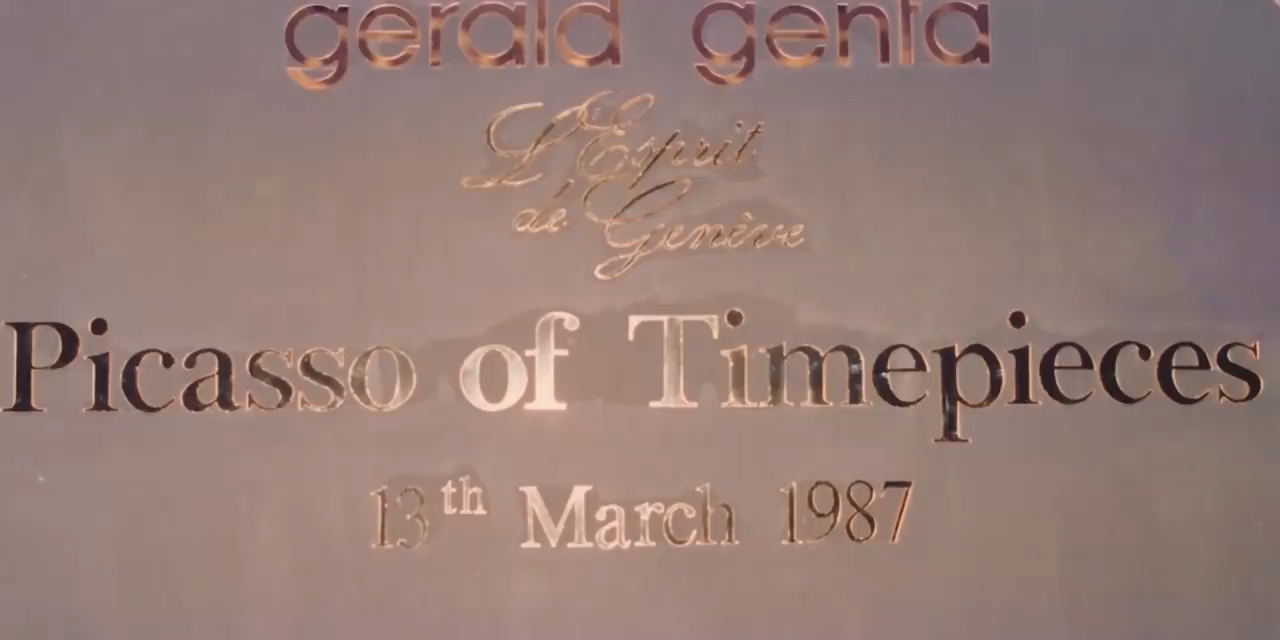 gerald genta
L'Esprit
de Genève
Picasso of Timepieces
13th March 1987